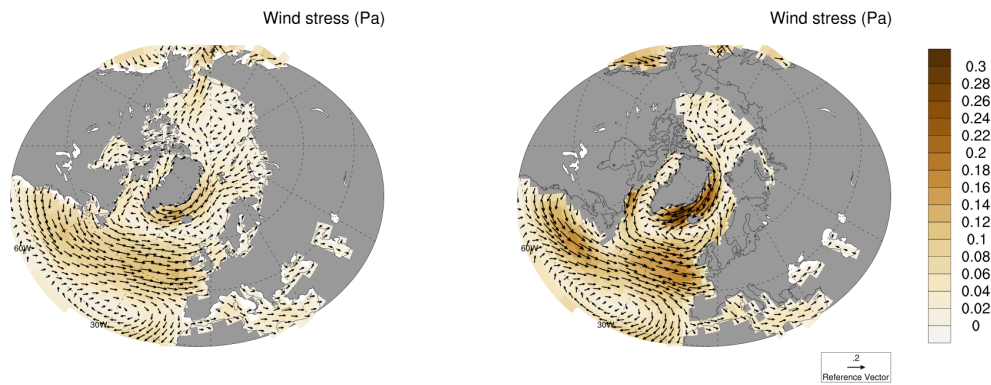 Wind stress (Pa)
Wind stress (Pa)
0.3
0.28
0.26
0.24
0.22
0.2
0.18
0.16
0.14
0.12
0.1
0.08
0.06
0.04
0.02
0
60W
60W
30W
30W
.2
Reference Vector